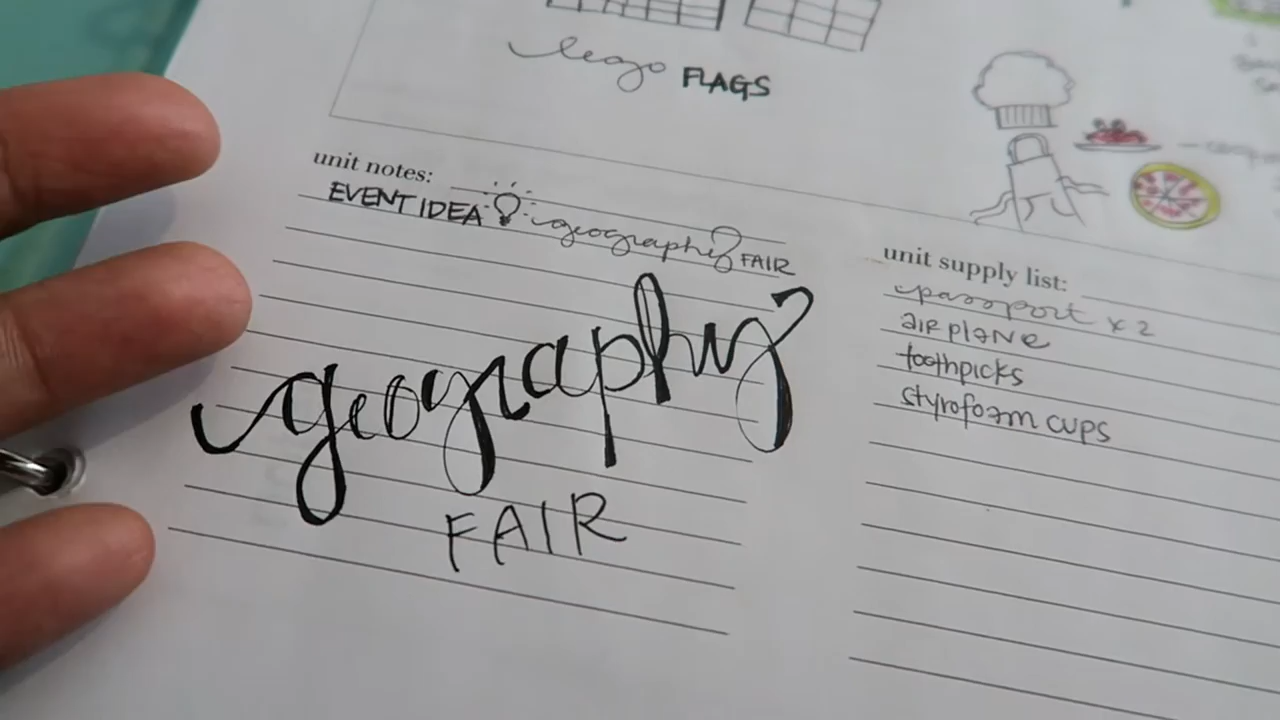 lego FLAGS
unit notes:
EVENT IDEA geography FAIR
geography
FAIR
unit supply list:
passport x 2
airplane
toothpicks
styrofoam cups